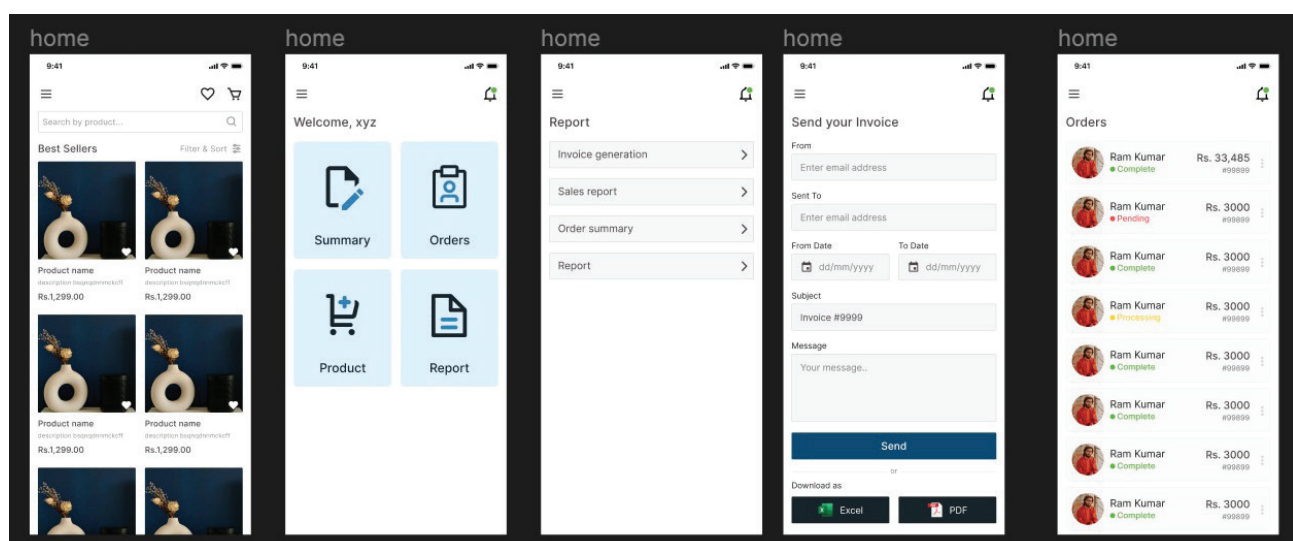 home
9:41
Search by product...
Best Sellers
Filter & Sort
Product name
Product name
description
description
Rs.1,299.00
Rs.1,299.00
Product name
Product name
description
description
Rs.1,299.00
Rs.1,299.00
home
9:41
Welcome, xyz
Summary
Orders
Product
Report
home
9:41
Report
Invoice generation
Sales report
Order summary
Report
home
9:41
Send your Invoice
From
Enter email address
Sent To
Enter email address
From Date
To Date
dd/mm/yyyy
dd/mm/yyyy
Subject
Invoice #9999
Message
Your message..
Send
or
Download as
Excel
PDF
home
9:41
Orders
Ram Kumar Rs. 33,485
Complete #99899
Ram Kumar Rs. 3000
Pending #99899
Ram Kumar Rs. 3000
Complete #99899
Ram Kumar Rs. 3000
Processing #99899
Ram Kumar Rs. 3000
Complete #99899
Ram Kumar Rs. 3000
Complete #99899
Ram Kumar Rs. 3000
Complete #99899
Ram Kumar Rs. 3000
Complete #99899